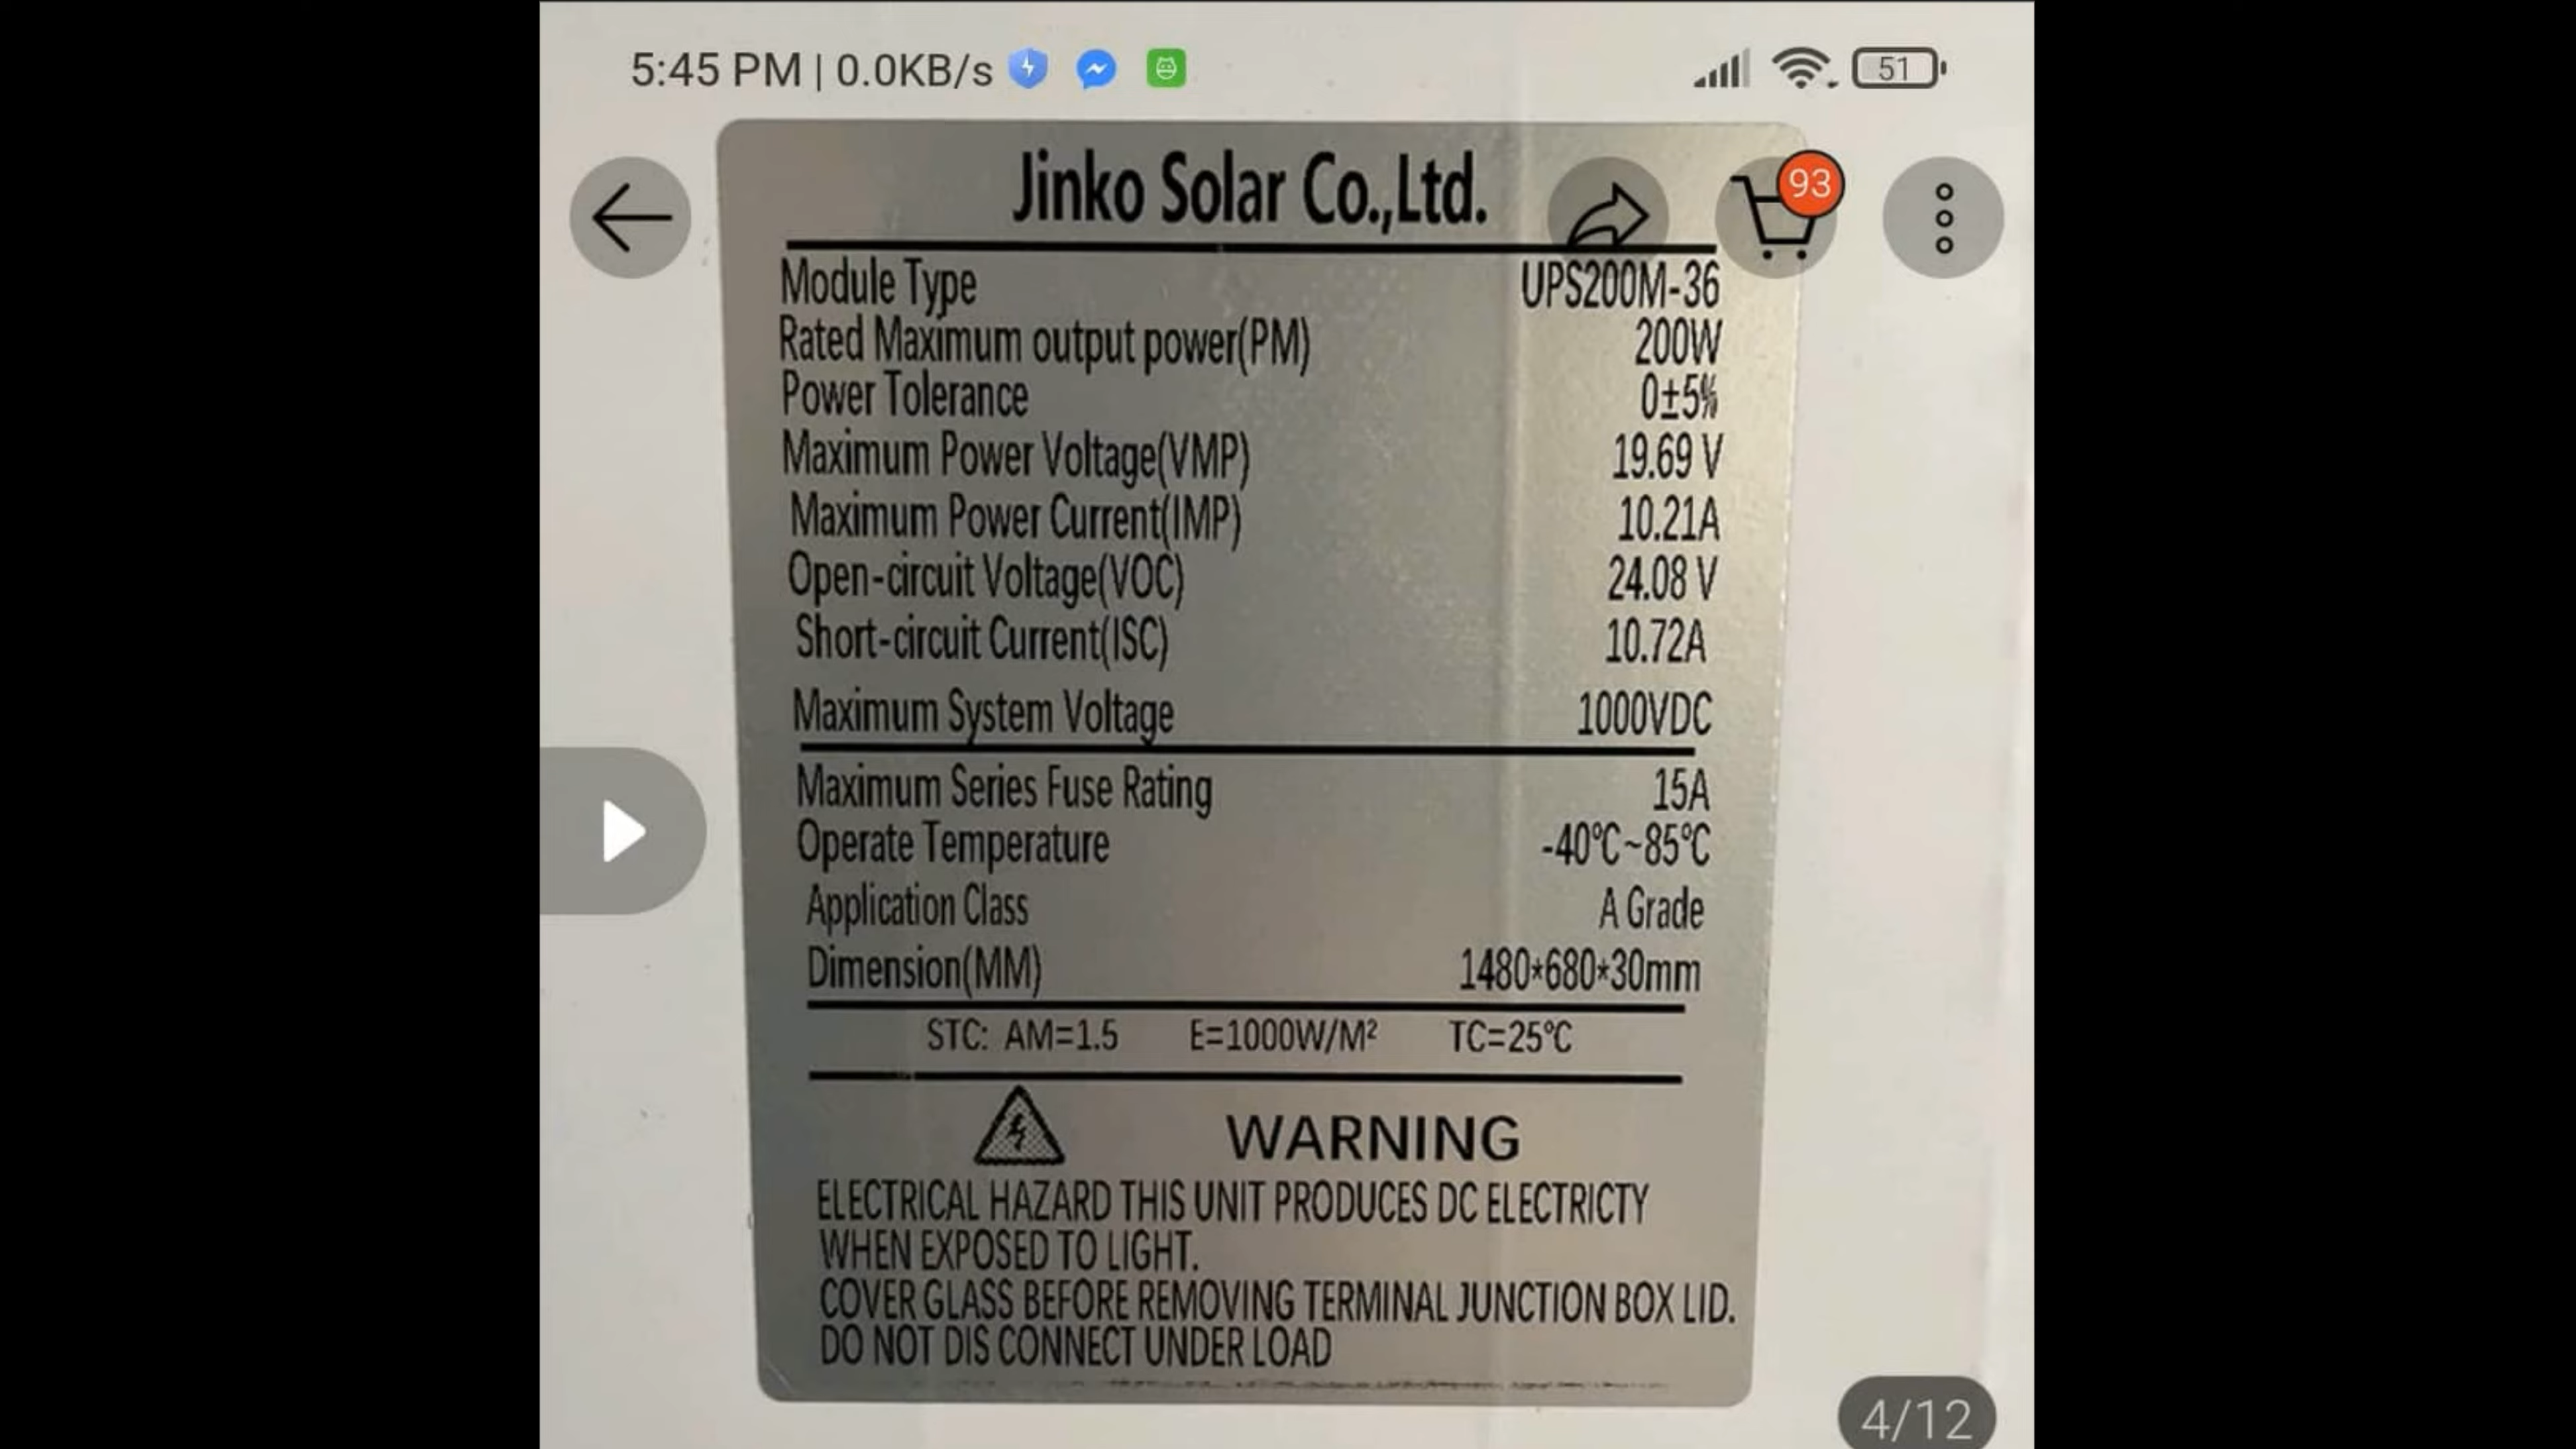 5:45 PM | 0.0KB/s
51
93
Jinko Solar Co.,Ltd.
Module Type UPS200M-36
Rated Maximum output power(PM) 200W
Power Tolerance 0±5%
Maximum Power Voltage(VMP) 19.69 V
Maximum Power Current(IMP) 10.21A
Open-circuit Voltage(VOC) 24.08 V
Short-circuit Current(ISC) 10.72A
Maximum System Voltage 1000VDC
Maximum Series Fuse Rating 15A
Operate Temperature -40℃~85℃
Application Class A Grade
Dimension(MM) 1480*680*30mm
STC: AM=1.5 E=1000W/M² TC=25℃
WARNING
ELECTRICAL HAZARD THIS UNIT PRODUCES DC ELECTRICTY
WHEN EXPOSED TO LIGHT.
COVER GLASS BEFORE REMOVING TERMINAL JUNCTION BOX LID.
DO NOT DIS CONNECT UNDER LOAD
4/12